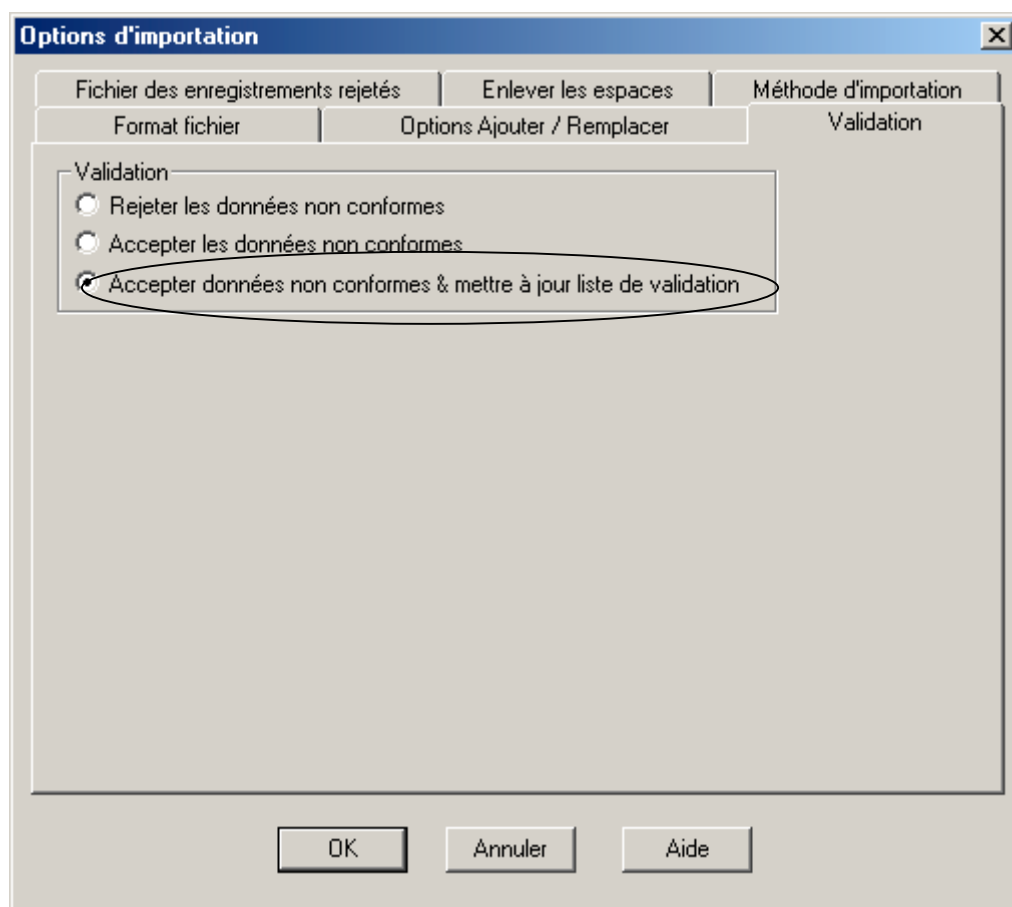 Options d'importation
Fichier des enregistrements rejetés
Enlever les espaces
Méthode d'importation
Format fichier
Options Ajouter / Remplacer
Validation
Validation
Rejeter les données non conformes
Accepter les données non conformes
Accepter données non conformes & mettre à jour liste de validation
OK
Annuler
Aide